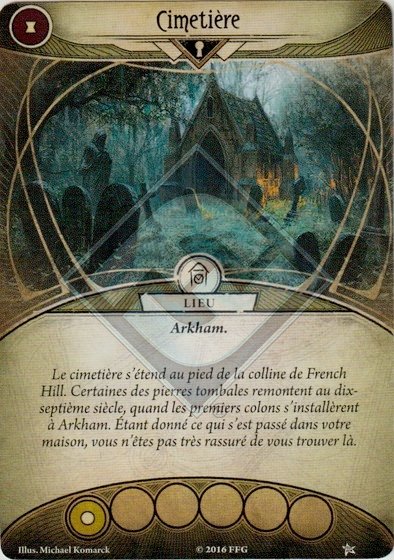 Cimetière
LIEU
Arkham.
Le cimetière s'étend au pied de la colline de French
Hill. Certaines des pierres tombales remontent au dix-
septième siècle, quand les premiers colons s'installèrent
à Arkham. Étant donné ce qui s'est passé dans votre
maison, vous n'êtes pas très rassuré de vous trouver là.
Illus. Michael Komarck
© 2016 FFG